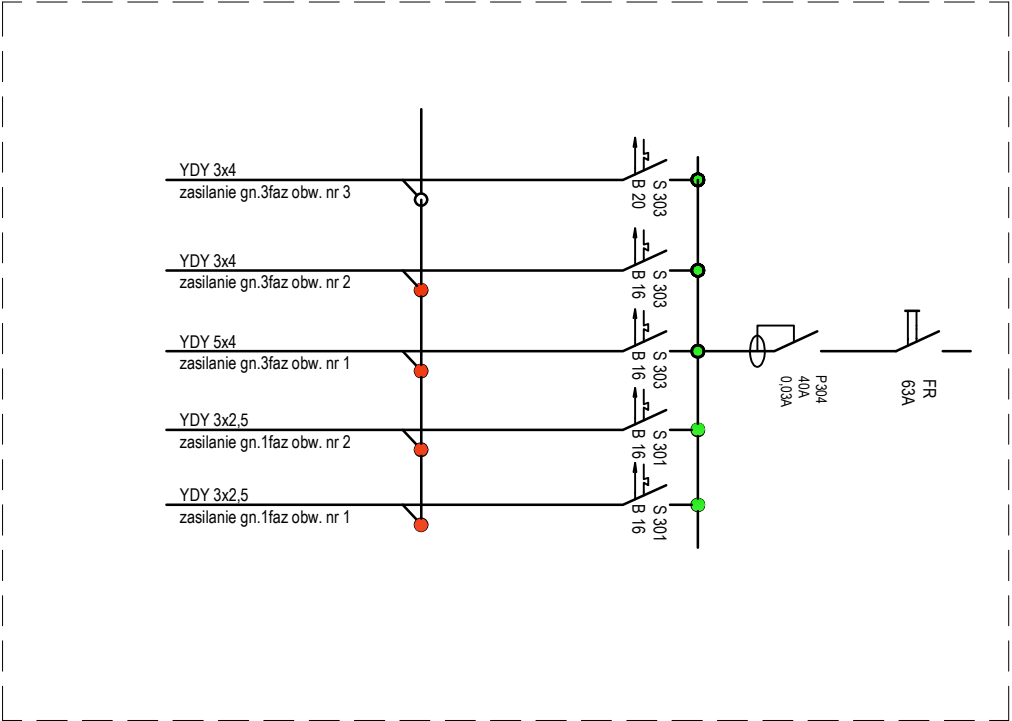 YDY 3x4
zasilanie gn.3faz obw. nr 3
S 303
B 20
YDY 3x4
zasilanie gn.3faz obw. nr 2
S 303
B 16
YDY 5x4
zasilanie gn.3faz obw. nr 1
S 303
B 16
P304
40A
0,03A
FR
63A
YDY 3x2,5
zasilanie gn.1faz obw. nr 2
S 301
B 16
YDY 3x2,5
zasilanie gn.1faz obw. nr 1
S 301
B 16